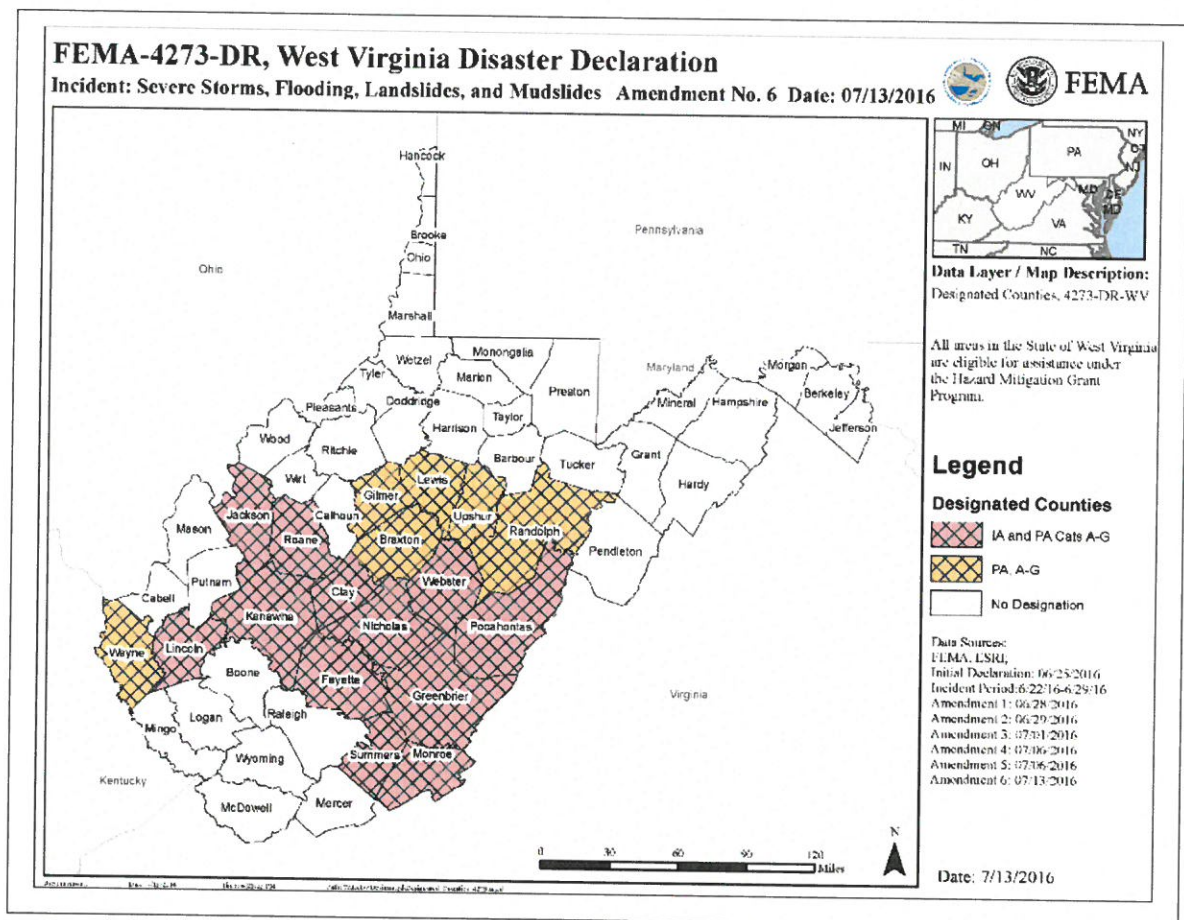 FEMA-4273-DR, West Virginia Disaster Declaration
Incident: Severe Storms, Flooding, Landslides, and Mudslides Amendment No. 6 Date: 07/13/2016
FEMA
MI
ON
NY
PA
CT
IN
OH
NJ
MD
DE
WV
MD
KY
VA
TN
NC
Data Layer / Map Description:
Designated Counties, 4273-DR-WV
All areas in the State of West Virginia
are eligible for assistance under
the Hazard Mitigation Grant
Program.
Legend
Designated Counties
IA and PA Cats A-G
PA, A-G
No Designation
Data Sources:
FEMA, ESRI;
Initial Declaration: 06/25/2016
Incident Period:6/22/16-6/29/16
Amendment 1: 06/28/2016
Amendment 2: 06/29/2016
Amendment 3: 07/01/2016
Amendment 4: 07/06/2016
Amendment 5: 07/06/2016
Amendment 6: 07/13/2016
Date: 7/13/2016
Hancock
Brooke
Pennsylvania
Ohio
Ohio
Marshall
Wetzel
Monongalia
Tyler
Marion
Preston
Maryland
Morgan
Pleasants
Doddridge
Mineral
Hampshire
Berkeley
Wood
Harrison
Taylor
Jefferson
Ritchie
Barbour
Tucker
Grant
Wirt
Lewis
Hardy
Gilmer
Jackson
Calhoun
Upshur
Mason
Roane
Braxton
Randolph
Pendleton
Putnam
Webster
Cabell
Clay
Kanawha
Nicholas
Pocahontas
Wayne
Lincoln
Boone
Fayette
Greenbrier
Virginia
Logan
Raleigh
Mingo
Summers
Monroe
Wyoming
Kentucky
McDowell
Mercer
N
0 30 60 90 120
Miles